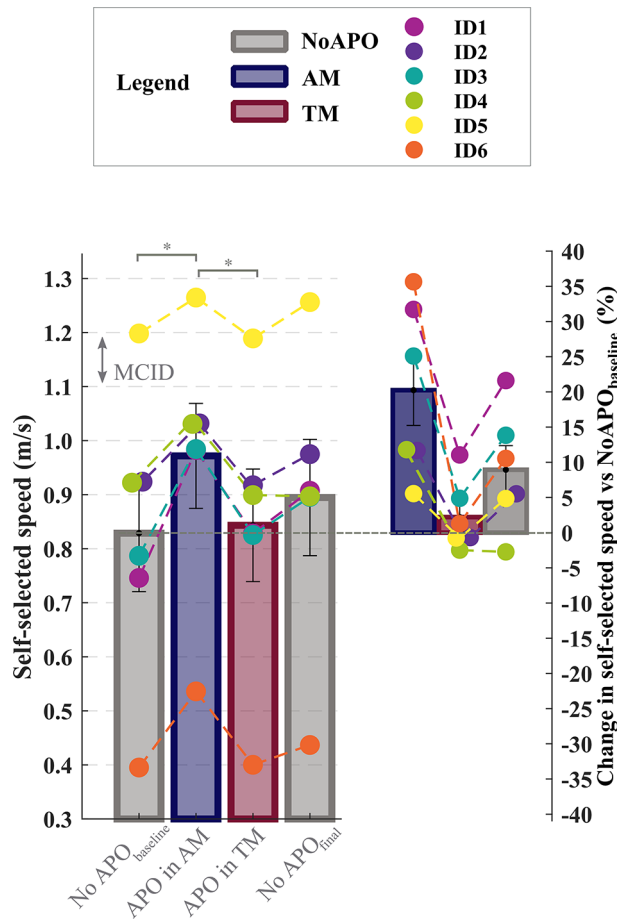 Legend
NoAPO
AM
TM
ID1
ID2
ID3
ID4
ID5
ID6
Self-selected speed (m/s)
1.3
1.2
1.1
1.0
0.9
0.8
0.7
0.6
0.5
0.4
0.3
*
*
MCID
No APObaseline
APO in AM
APO in TM
No APOfinal
40
35
30
25
20
15
10
5
0
-5
-10
-15
-20
-25
-30
-35
-40
Change in self-selected speed vs NoAPObaseline (%)